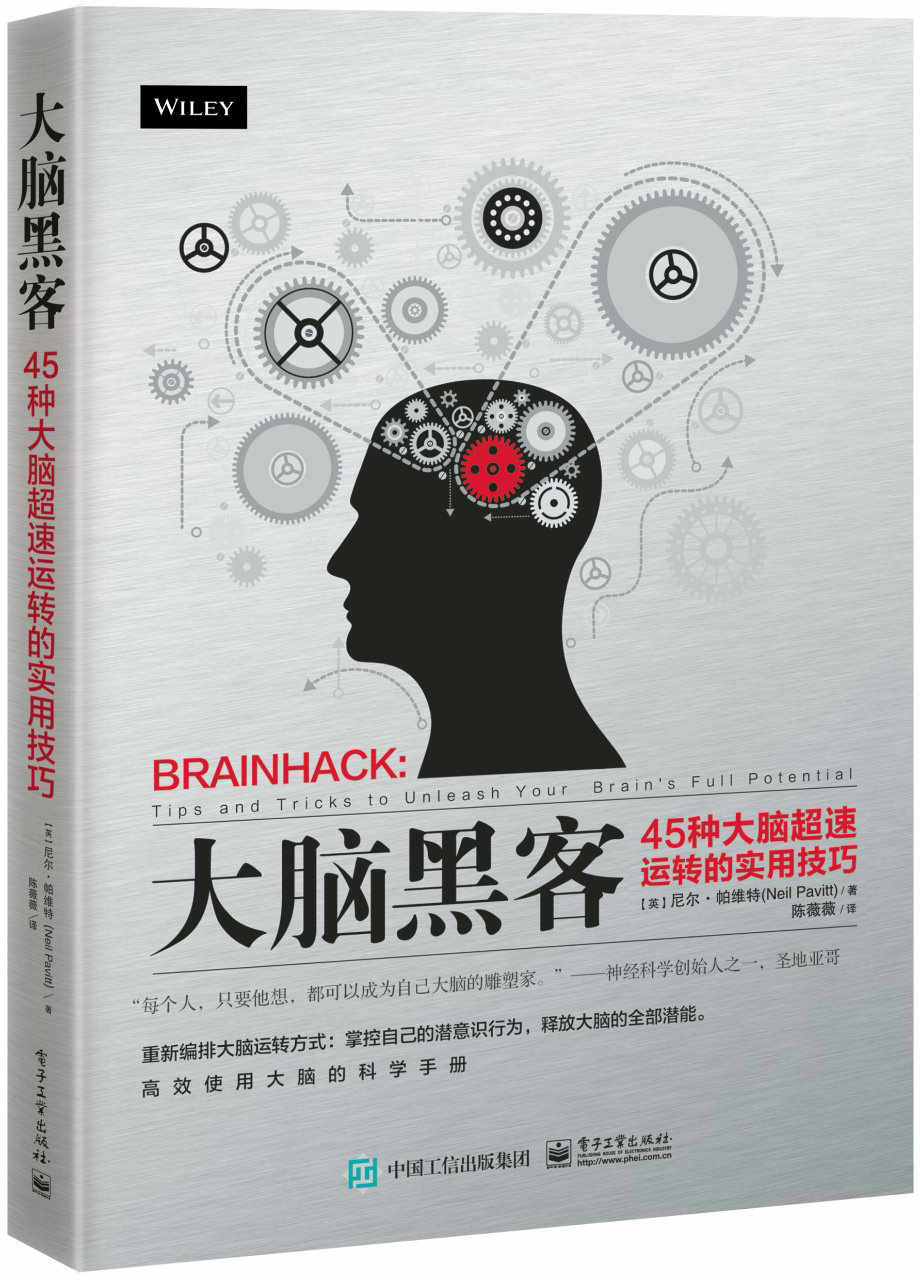 WILEY
大脑黑客
45种大脑超速运转的实用技巧
[英]尼尔·帕维特 (Neil Pavitt) 著
陈薇薇 / 译
電子工業出版社
BRAINHACK:
Tips and Tricks to Unleash Your Brain's Full Potential
大脑黑客
45种大脑超速
运转的实用技巧
【英】尼尔·帕维特(Neil Pavitt) / 著
陈薇薇 / 译
“每个人，只要他想，都可以成为自己大脑的雕塑家。”——神经科学创始人之一，圣地亚哥
重新编排大脑运转方式：掌控自己的潜意识行为，释放大脑的全部潜能。
高效使用大脑的科学手册
中国工信出版集团
電子工業出版社.
PUBLISHING HOUSE OF ELECTRONICS INDUSTRY
http://www.phei.com.cn